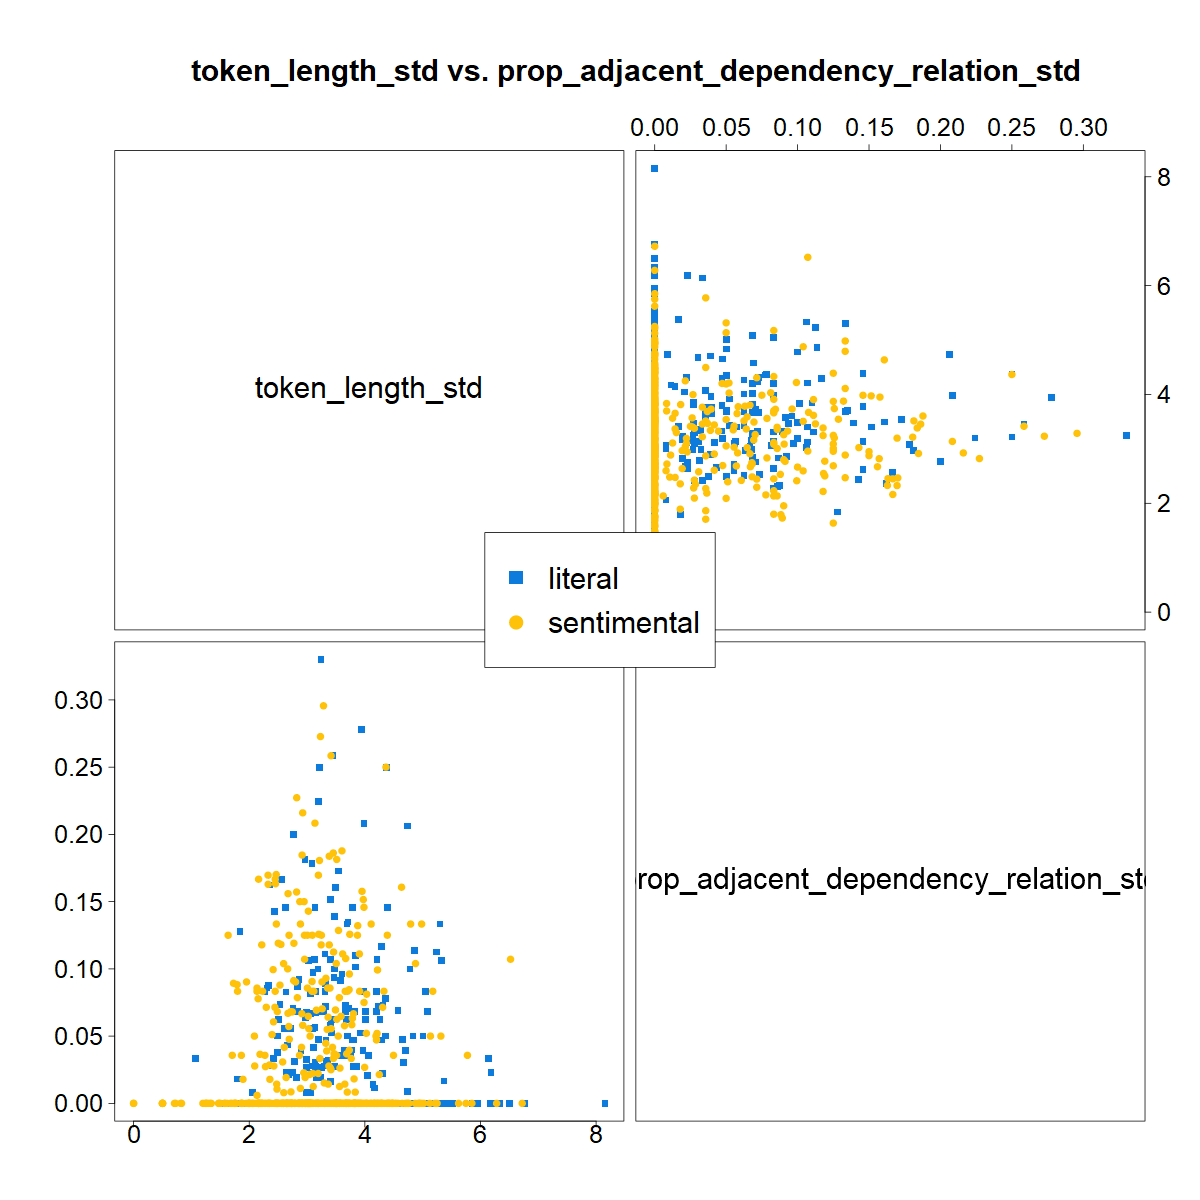 token_length_std vs. prop_adjacent_dependency_relation_std
0.00 0.05 0.10 0.15 0.20 0.25 0.30
8
6
4
2
0
token_length_std
literal
sentimental
0.30
0.25
0.20
0.15
0.10
0.05
0.00
rop_adjacent_dependency_relation_st
0 2 4 6 8